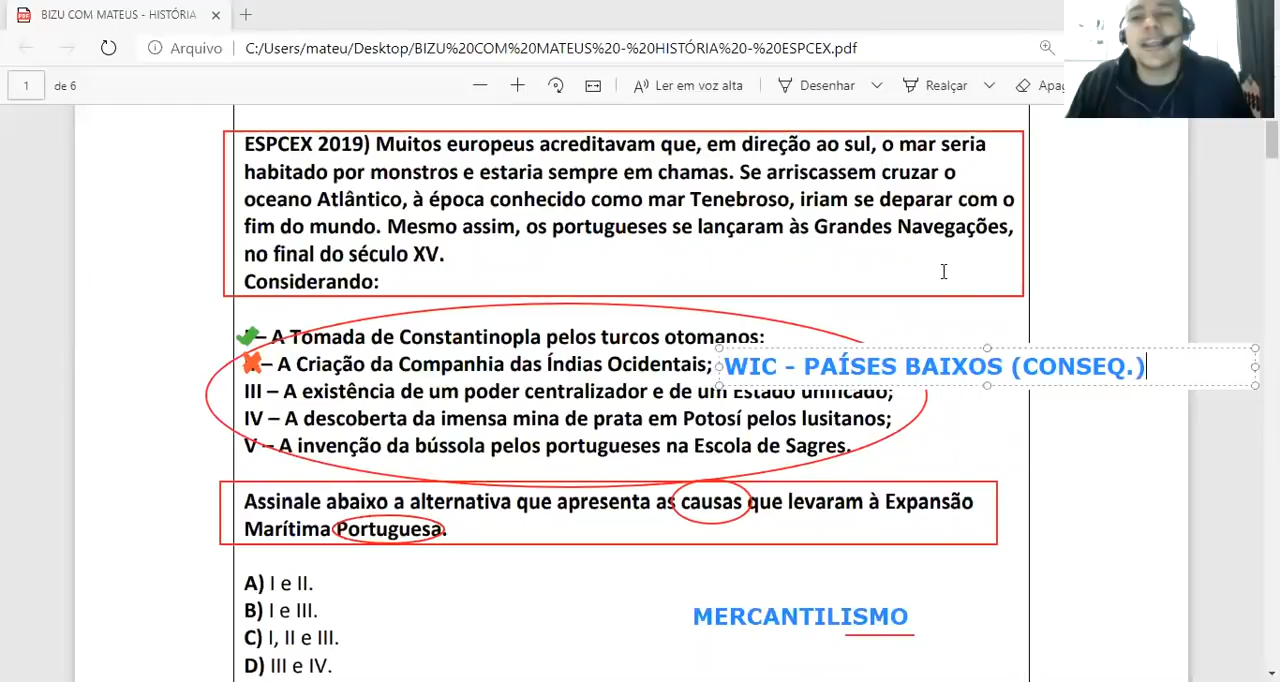 BIZU COM MATEUS - HISTÓRIA
Arquivo
C:/Users/mateu/Desktop/BIZU%20COM%20MATEUS%20-%20HISTÓRIA%20-%20ESPCEX.pdf
1 de 6
Ler em voz alta
Desenhar
Realçar
Apag
ESPCEX 2019) Muitos europeus acreditavam que, em direção ao sul, o mar seria
habitado por monstros e estaria sempre em chamas. Se arriscassem cruzar o
oceano Atlântico, à época conhecido como mar Tenebroso, iriam se deparar com o
fim do mundo. Mesmo assim, os portugueses se lançaram às Grandes Navegações,
no final do século XV.
Considerando:
– A Tomada de Constantinopla pelos turcos otomanos;
– A Criação da Companhia das Índias Ocidentais;
WIC - PAÍSES BAIXOS (CONSEQ.)
III – A existência de um poder centralizador e de um Estado unificado;
IV – A descoberta da imensa mina de prata em Potosí pelos lusitanos;
V – A invenção da bússola pelos portugueses na Escola de Sagres.
Assinale abaixo a alternativa que apresenta as causas que levaram à Expansão
Marítima Portuguesa.
A) I e II.
B) I e III.
MERCANTILISMO
C) I, II e III.
D) III e IV.